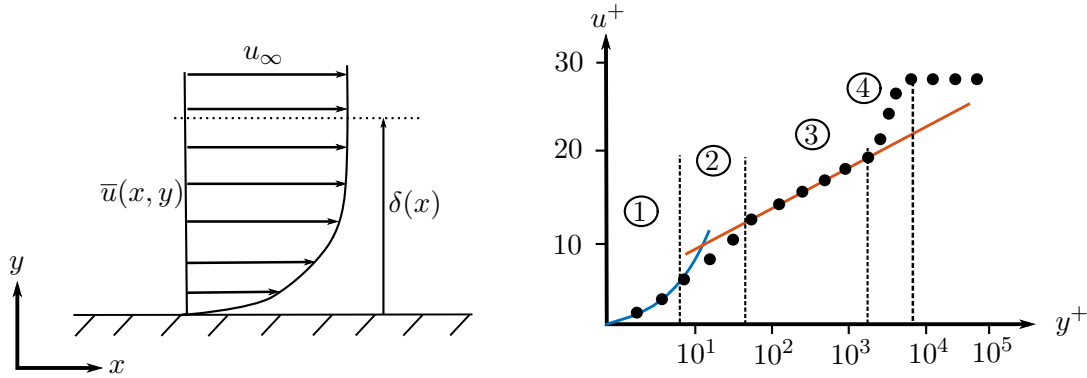 u∞
u̅(x, y)
δ(x)
y
x
u⁺
30
20
10
①
②
③
④
10¹
10²
10³
10⁴
10⁵
y⁺